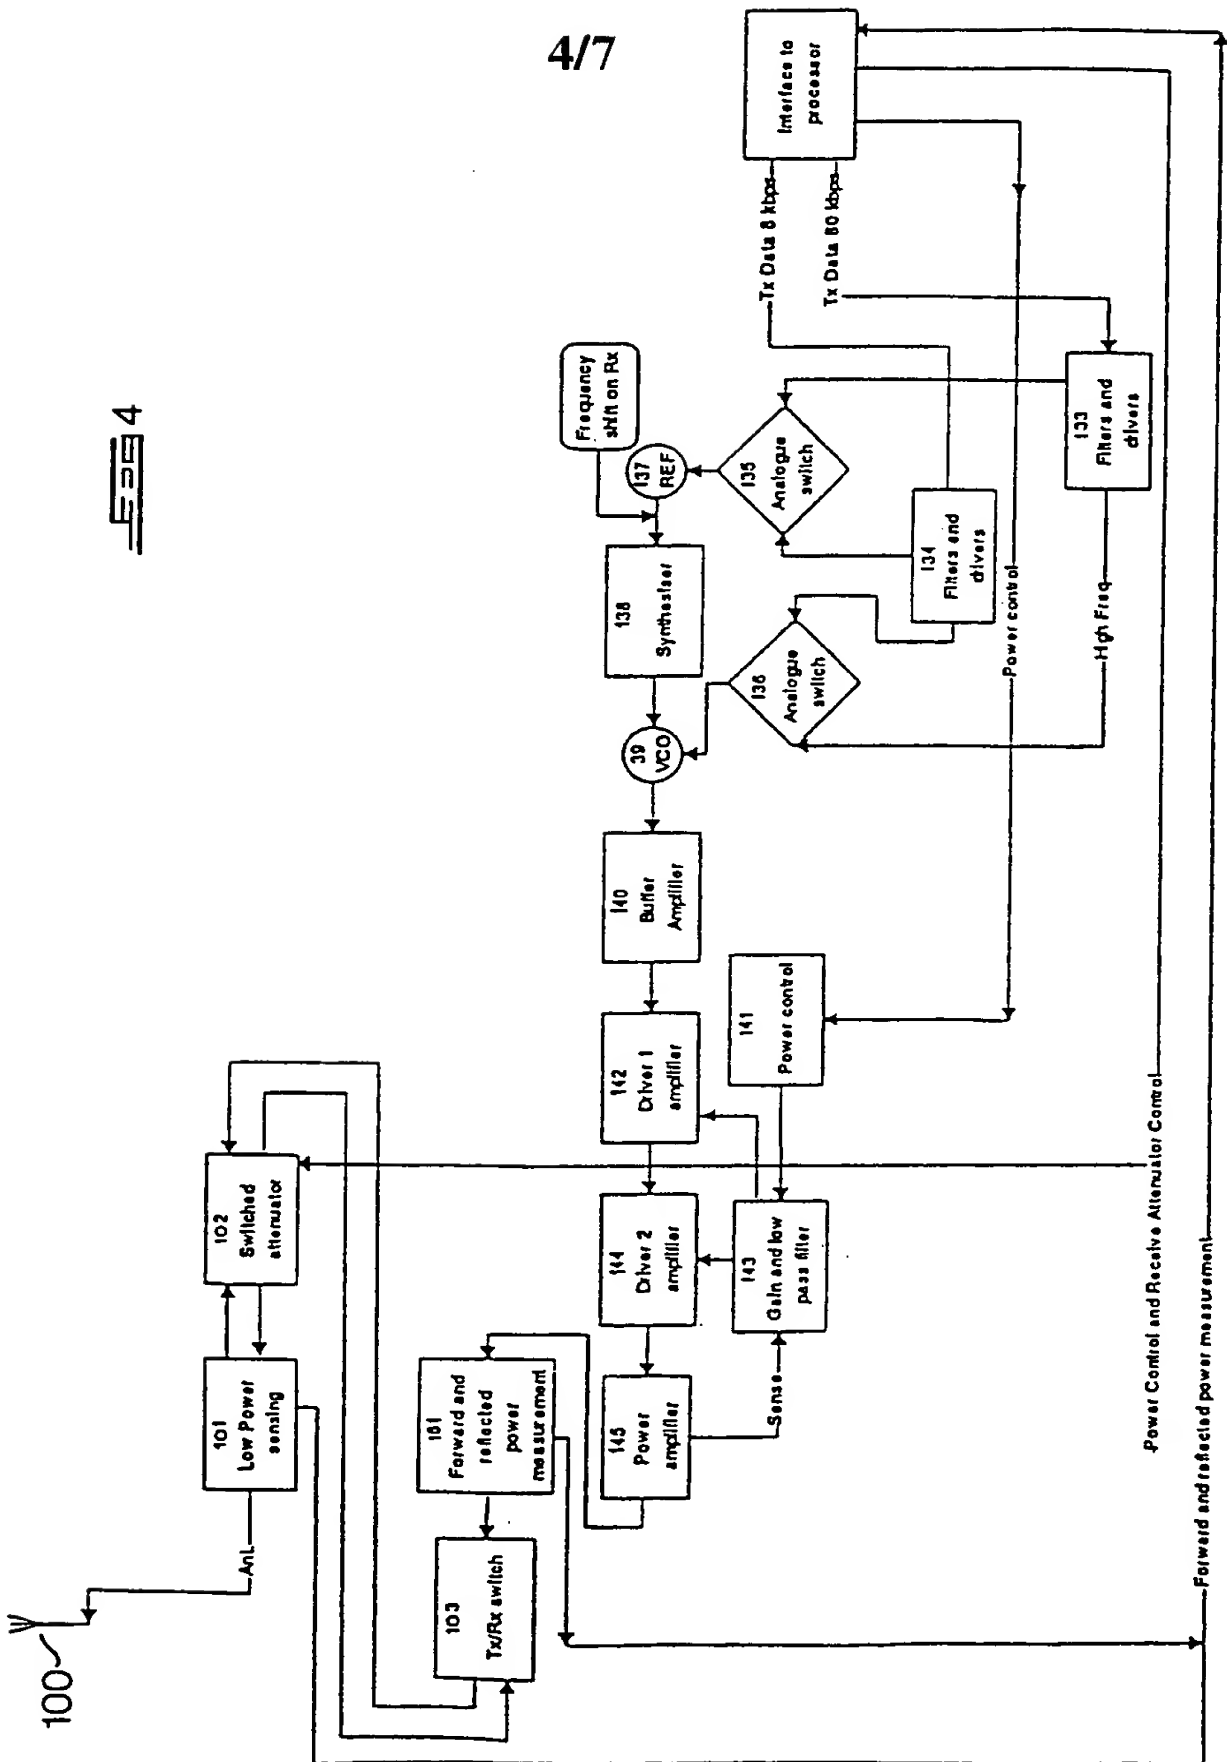 4/7
4
100
Ant.
101
Low Power
sensing
102
Switched
attenuator
103
Tx/Rx switch
161
Forward and
reflected
power
measurement
145
Power
amplifier
144
Driver 2
amplifier
142
Driver 1
amplifier
140
Buffer
Amplifier
39
VCO
138
Synthesiser
137
REF
Frequency
shift on Rx
Sense
143
Gain and low
pass filter
141
Power control
136
Analogue
switch
135
Analogue
switch
134
Filters and
drivers
133
Filters and
drivers
Tx Data 8 kbps
Tx Data 80 kbps
Interface to
processor
Power control
High Freq
Power Control and Receive Attenuator Control
Forward and reflected power measurement